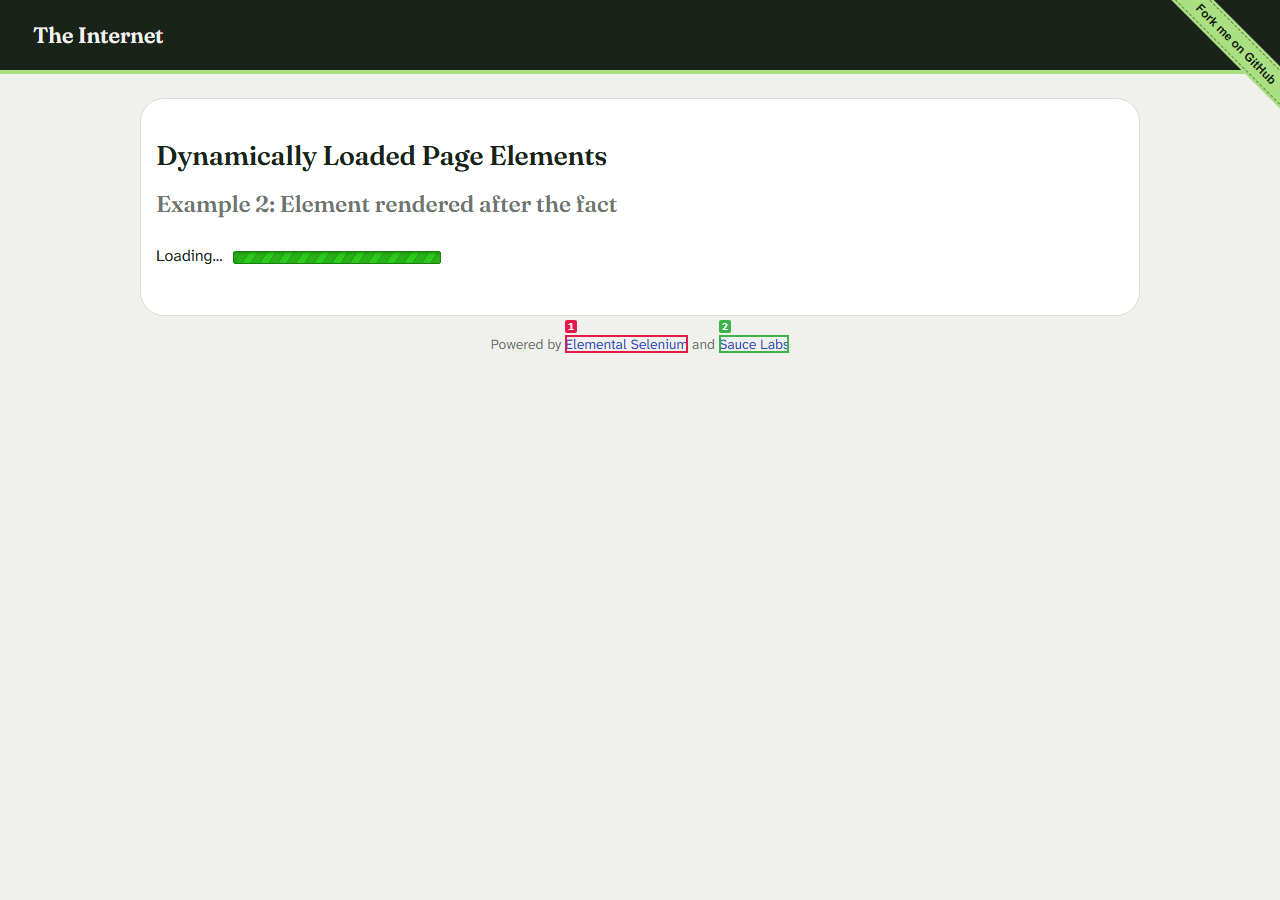 The Internet
Fork me on GitHub
Dynamically Loaded Page Elements
Example 2: Element rendered after the fact
Loading...
1 2
Powered by Elemental Selenium and Sauce Labs